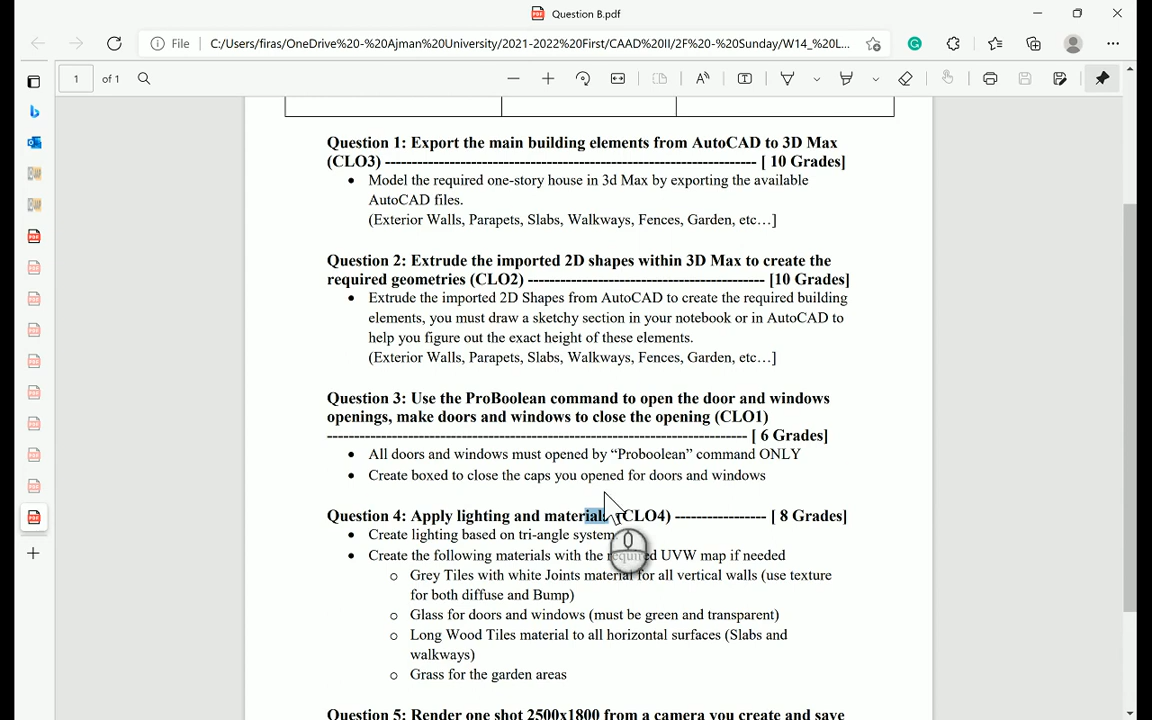 Question B.pdf
File C:/Users/firas/OneDrive%20-%20Ajman%20University/2021-2022%20First/CAAD%20II/2F%20-%20Sunday/W14_%20L...
1 of 1
Question 1: Export the main building elements from AutoCAD to 3D Max
(CLO3) ---------------------------------------------------------------------- [ 10 Grades]
• Model the required one-story house in 3d Max by exporting the available
AutoCAD files.
(Exterior Walls, Parapets, Slabs, Walkways, Fences, Garden, etc…]
Question 2: Extrude the imported 2D shapes within 3D Max to create the
required geometries (CLO2) -------------------------------------------- [10 Grades]
• Extrude the imported 2D Shapes from AutoCAD to create the required building
elements, you must draw a sketchy section in your notebook or in AutoCAD to
help you figure out the exact height of these elements.
(Exterior Walls, Parapets, Slabs, Walkways, Fences, Garden, etc…]
Question 3: Use the ProBoolean command to open the door and windows
openings, make doors and windows to close the opening (CLO1)
------------------------------------------------------------------------------- [ 6 Grades]
• All doors and windows must opened by “Proboolean” command ONLY
• Create boxed to close the caps you opened for doors and windows
Question 4: Apply lighting and materials (CLO4) ----------------- [ 8 Grades]
• Create lighting based on tri-angle system
• Create the following materials with the required UVW map if needed
o Grey Tiles with white Joints material for all vertical walls (use texture
for both diffuse and Bump)
o Glass for doors and windows (must be green and transparent)
o Long Wood Tiles material to all horizontal surfaces (Slabs and
walkways)
o Grass for the garden areas
Question 5: Render one shot 2500x1800 from a camera you create and save